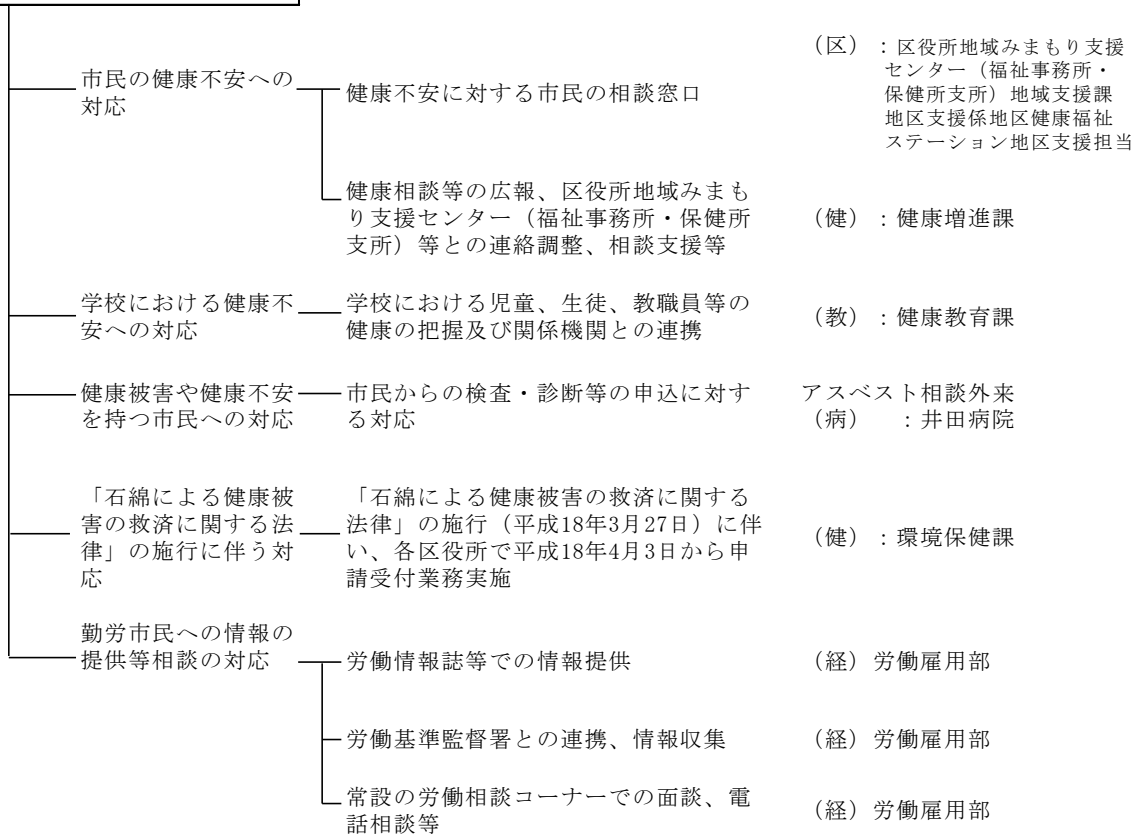 市民の健康不安への
対応
健康不安に対する市民の相談窓口
（区）：区役所地域みまもり支援
センター（福祉事務所・
保健所支所）地域支援課
地区支援係地区健康福祉
ステーション地区支援担当
健康相談等の広報、区役所地域みまも
り支援センター（福祉事務所・保健所
支所）等との連絡調整、相談支援等
（健）：健康増進課
学校における健康不
安への対応
学校における児童、生徒、教職員等の
健康の把握及び関係機関との連携
（教）：健康教育課
健康被害や健康不安
を持つ市民への対応
市民からの検査・診断等の申込に対す
る対応
アスベスト相談外来
（病）　：井田病院
「石綿による健康被
害の救済に関する法
律」の施行に伴う対
応
「石綿による健康被害の救済に関する
法律」の施行（平成18年3月27日）に伴
い、各区役所で平成18年4月3日から申
請受付業務実施
（健）：環境保健課
勤労市民への情報の
提供等相談の対応
労働情報誌等での情報提供
（経）労働雇用部
労働基準監督署との連携、情報収集
（経）労働雇用部
常設の労働相談コーナーでの面談、電
話相談等
（経）労働雇用部